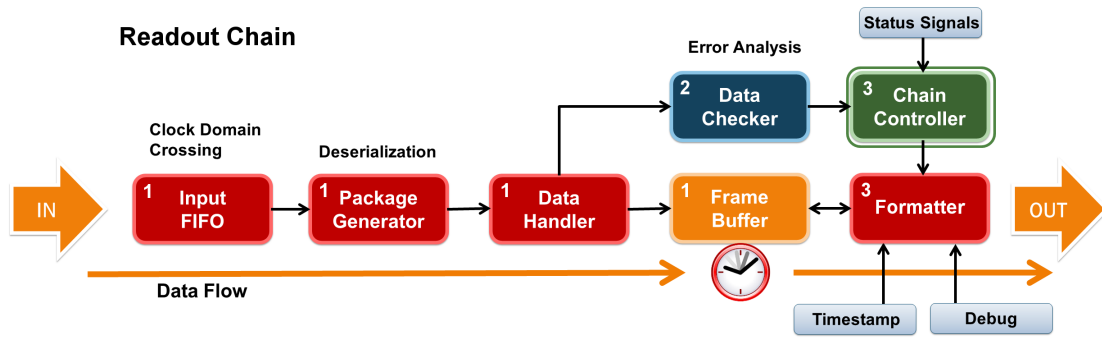 Readout Chain
Status Signals
Error Analysis
2
Data
Checker
3
Chain
Controller
Clock Domain
Crossing
Deserialization
IN
1
Input
FIFO
1
Package
Generator
1
Data
Handler
1
Frame
Buffer
3
Formatter
OUT
Data Flow
Timestamp
Debug